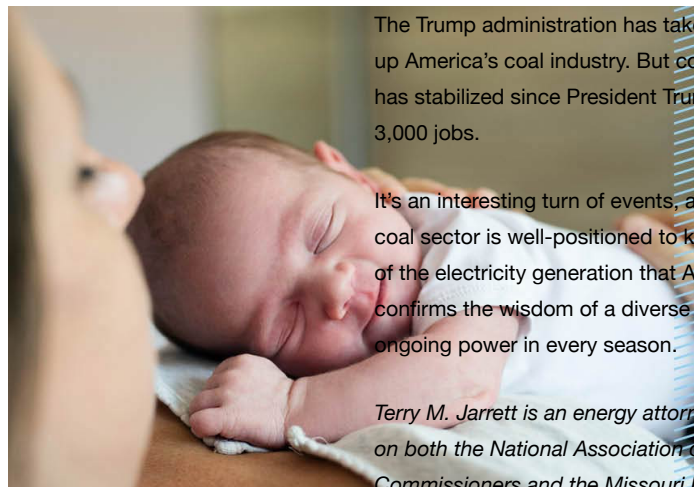 The Trump administration has take
up America’s coal industry. But co
has stabilized since President Trum
3,000 jobs.
It’s an interesting turn of events, a
coal sector is well-positioned to k
of the electricity generation that A
confirms the wisdom of a diverse
ongoing power in every season.
Terry M. Jarrett is an energy attorn
on both the National Association o
Commissioners and the Missouri